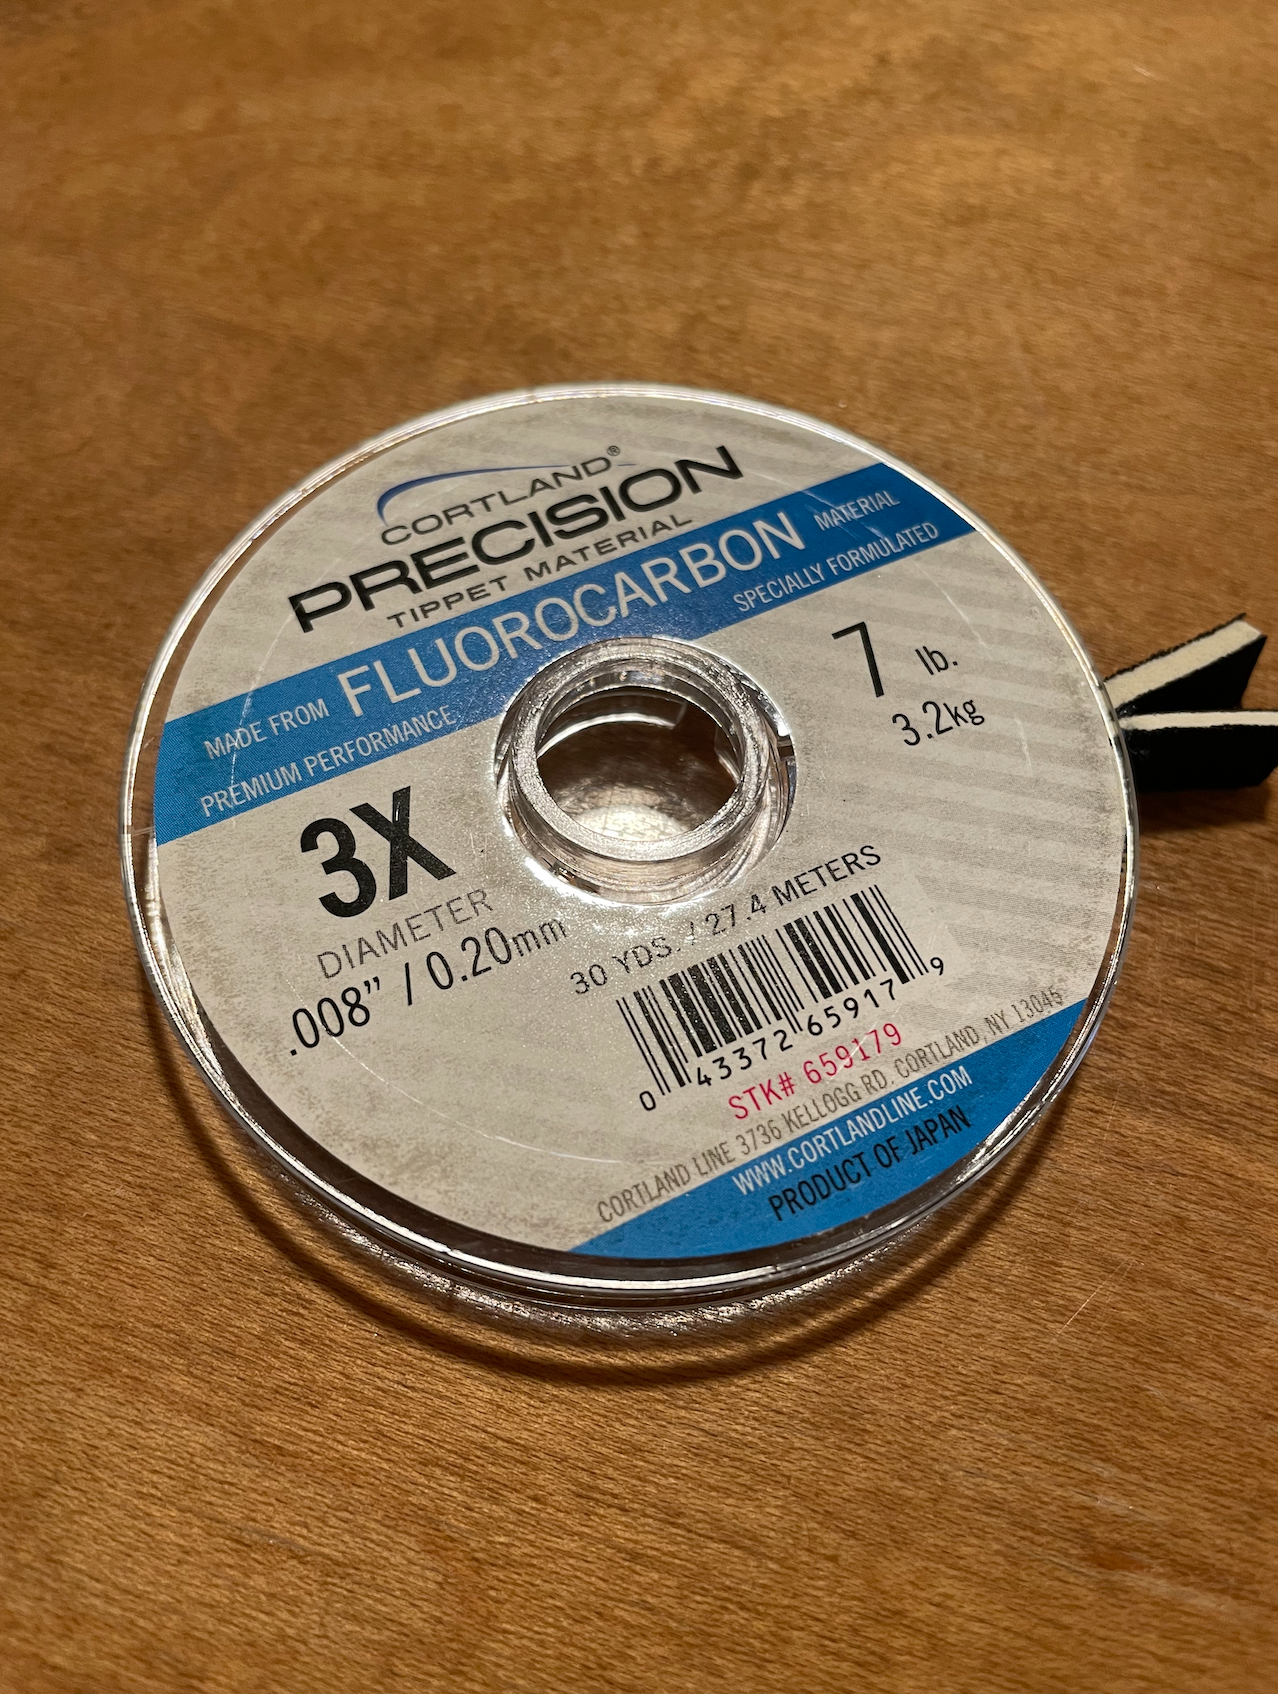 CORTLAND®
PRECISION
TIPPET MATERIAL
MADE FROM FLUOROCARBON MATERIAL
PREMIUM PERFORMANCE SPECIALLY FORMULATED
3X
DIAMETER
.008” / 0.20mm
7 lb.
3.2kg
30 YDS. / 27.4 METERS
0 43372 65917 9
STK# 659179
CORTLAND LINE 3736 KELLOGG RD. CORTLAND, NY 13045
WWW.CORTLANDLINE.COM
PRODUCT OF JAPAN